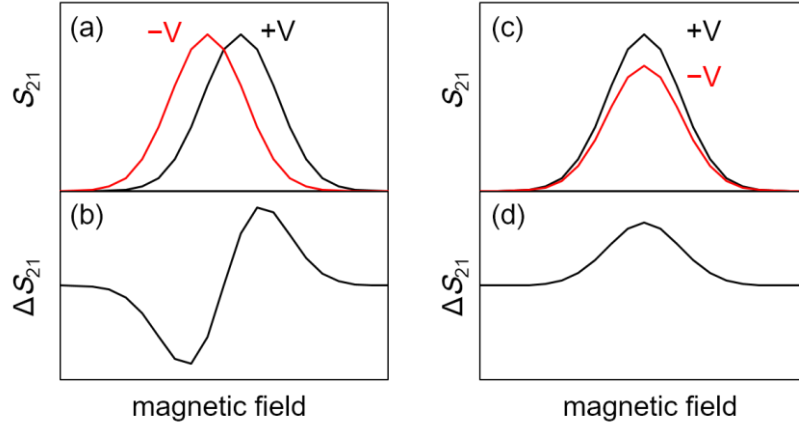 (a)
−V
+V
S₂₁
(b)
ΔS₂₁
magnetic field
(c)
+V
−V
S₂₁
(d)
ΔS₂₁
magnetic field